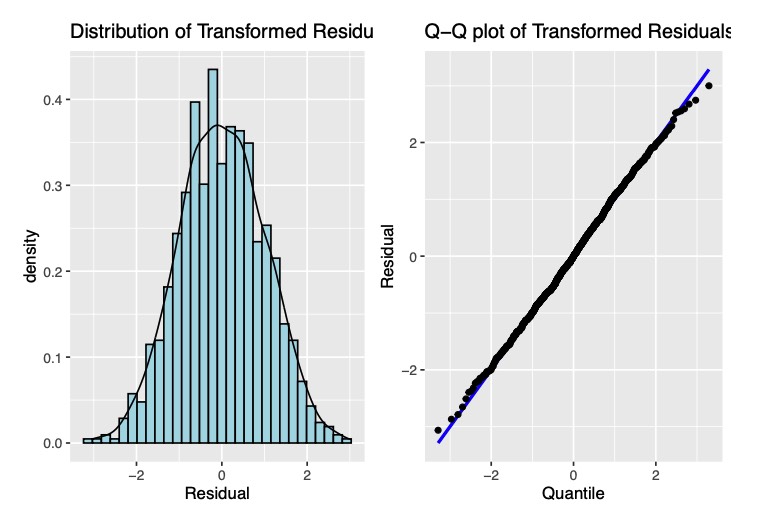 Distribution of Transformed Residu
0.4
0.3
0.2
0.1
0.0
density
−2
0
2
Residual
Q−Q plot of Transformed Residuals
2
0
−2
Residual
−2
0
2
Quantile